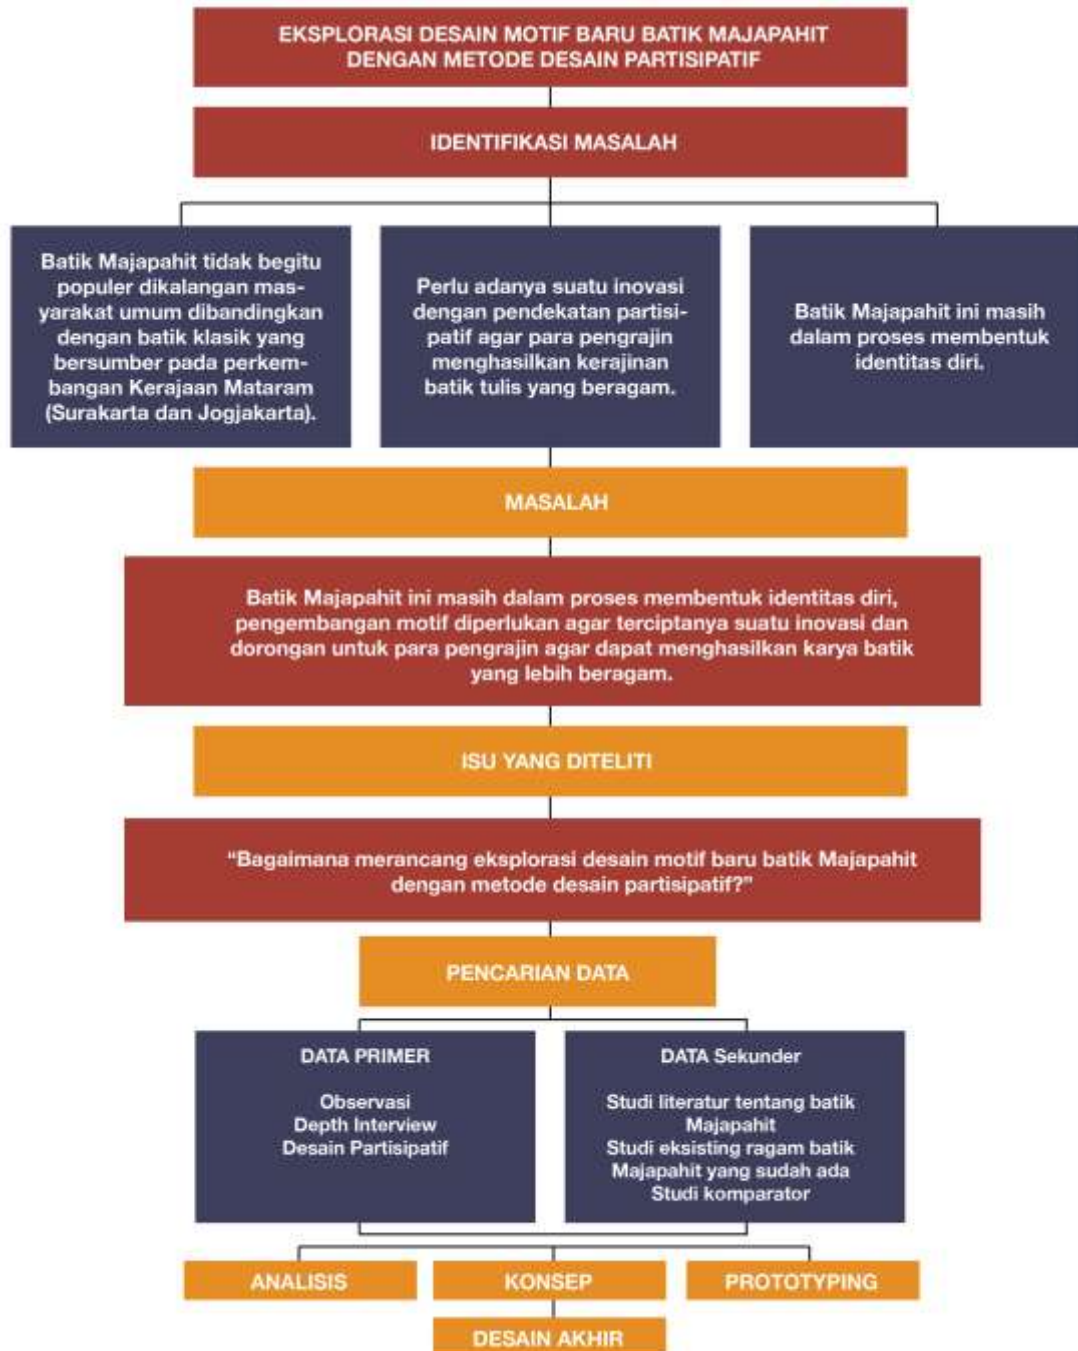 EKSPLORASI DESAIN MOTIF BARU BATIK MAJAPAHIT
DENGAN METODE DESAIN PARTISIPATIF
IDENTIFIKASI MASALAH
Batik Majapahit tidak begitu
populer dikalangan mas-
yarakat umum dibandingkan
dengan batik klasik yang
bersumber pada perkem-
bangan Kerajaan Mataram
(Surakarta dan Jogjakarta).
Perlu adanya suatu inovasi
dengan pendekatan partisi-
patif agar para pengrajin
menghasilkan kerajinan
batik tulis yang beragam.
Batik Majapahit ini masih
dalam proses membentuk
identitas diri.
MASALAH
Batik Majapahit ini masih dalam proses membentuk identitas diri,
pengembangan motif diperlukan agar terciptanya suatu inovasi dan
dorongan untuk para pengrajin agar dapat menghasilkan karya batik
yang lebih beragam.
ISU YANG DITELITI
“Bagaimana merancang eksplorasi desain motif baru batik Majapahit
dengan metode desain partisipatif?”
PENCARIAN DATA
DATA PRIMER
Observasi
Depth Interview
Desain Partisipatif
DATA Sekunder
Studi literatur tentang batik
Majapahit
Studi eksisting ragam batik
Majapahit yang sudah ada
Studi komparator
ANALISIS
KONSEP
PROTOTYPING
DESAIN AKHIR